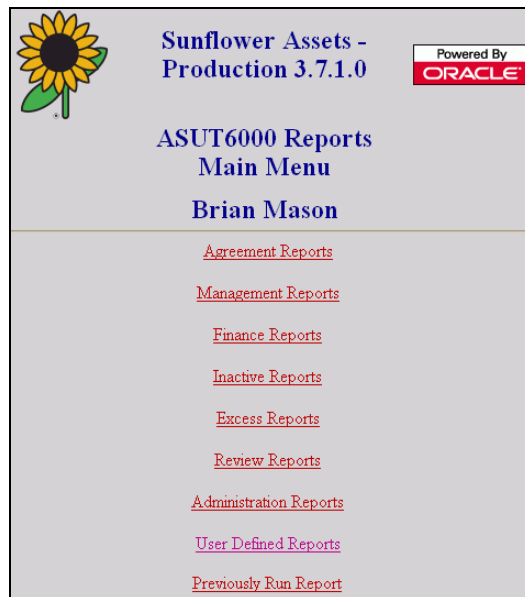 Sunflower Assets -
Production 3.7.1.0
Powered By
ORACLE
ASUT6000 Reports
Main Menu
Brian Mason
Agreement Reports
Management Reports
Finance Reports
Inactive Reports
Excess Reports
Review Reports
Administration Reports
User Defined Reports
Previously Run Report